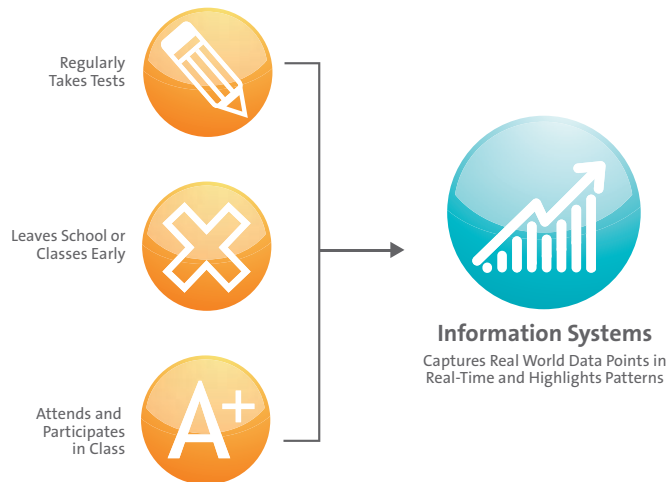 Regularly
Takes Tests
Leaves School or
Classes Early
Attends and
Participates
in Class
A+
Information Systems
Captures Real World Data Points in
Real-Time and Highlights Patterns